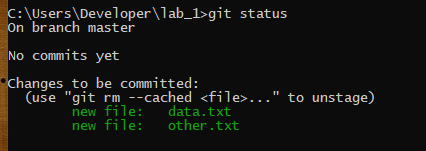 C:\Users\Developer\lab_1>git status
On branch master
No commits yet
Changes to be committed:
(use "git rm --cached <file>..." to unstage)
new file: data.txt
new file: other.txt